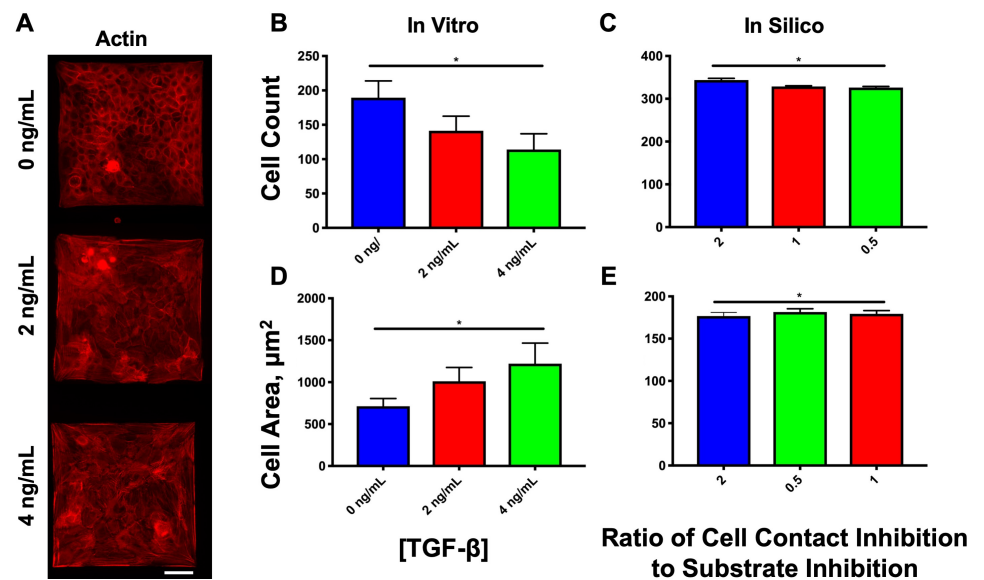 A
Actin
0 ng/mL
2 ng/mL
4 ng/mL
B
In Vitro
Cell Count
250
200
150
100
50
0
*
0 ng/
2 ng/mL
4 ng/mL
C
In Silico
400
300
200
100
0
*
2
1
0.5
D
Cell Area, µm²
2000
1500
1000
500
0
*
0 ng/mL
2 ng/mL
4 ng/mL
[TGF-β]
E
200
150
100
50
0
*
2
0.5
1
Ratio of Cell Contact Inhibition
to Substrate Inhibition